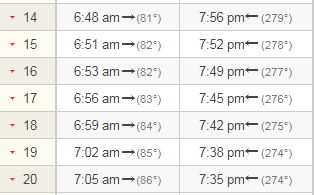 14 6:48 am → (81°) 7:56 pm ← (279°)
15 6:51 am → (82°) 7:52 pm ← (278°)
16 6:53 am → (82°) 7:49 pm ← (277°)
17 6:56 am → (83°) 7:45 pm ← (276°)
18 6:59 am → (84°) 7:42 pm ← (275°)
19 7:02 am → (85°) 7:38 pm ← (274°)
20 7:05 am → (86°) 7:35 pm ← (274°)